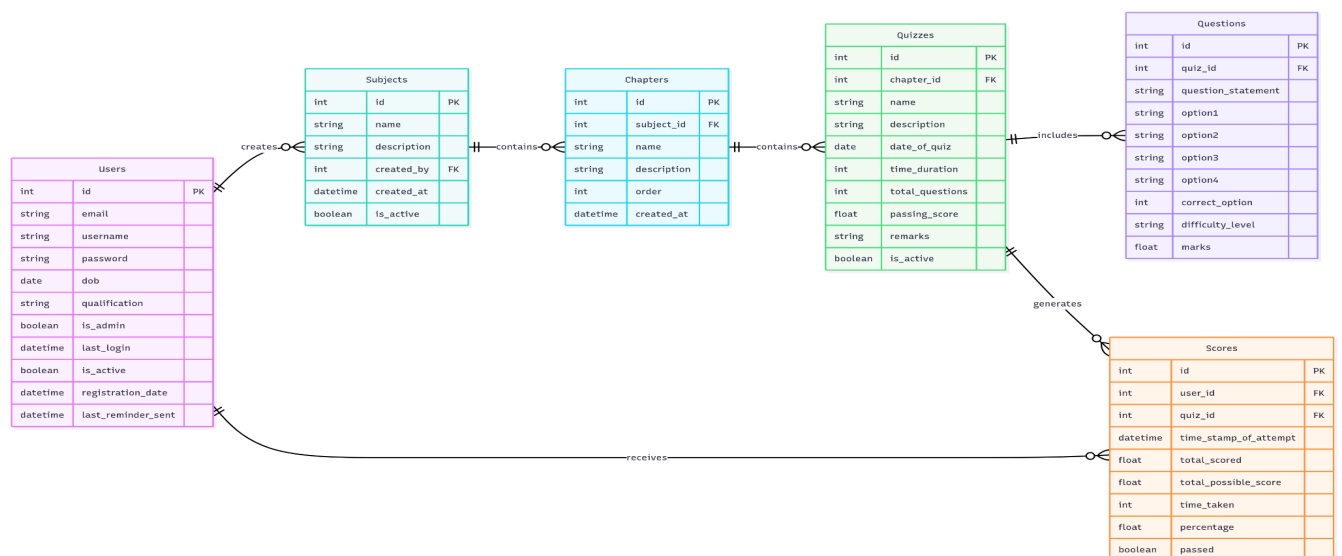 Users
int id PK
string email
string username
string password
date dob
string qualification
boolean is_admin
datetime last_login
boolean is_active
datetime registration_date
datetime last_reminder_sent
creates
Subjects
int id PK
string name
string description
int created_by FK
datetime created_at
boolean is_active
contains
Chapters
int id PK
int subject_id FK
string name
string description
int order
datetime created_at
contains
Quizzes
int id PK
int chapter_id FK
string name
string description
date date_of_quiz
int time_duration
int total_questions
float passing_score
string remarks
boolean is_active
includes
Questions
int id PK
int quiz_id FK
string question_statement
string option1
string option2
string option3
string option4
int correct_option
string difficulty_level
float marks
generates
receives
Scores
int id PK
int user_id FK
int quiz_id FK
datetime time_stamp_of_attempt
float total_scored
float total_possible_score
int time_taken
float percentage
boolean passed